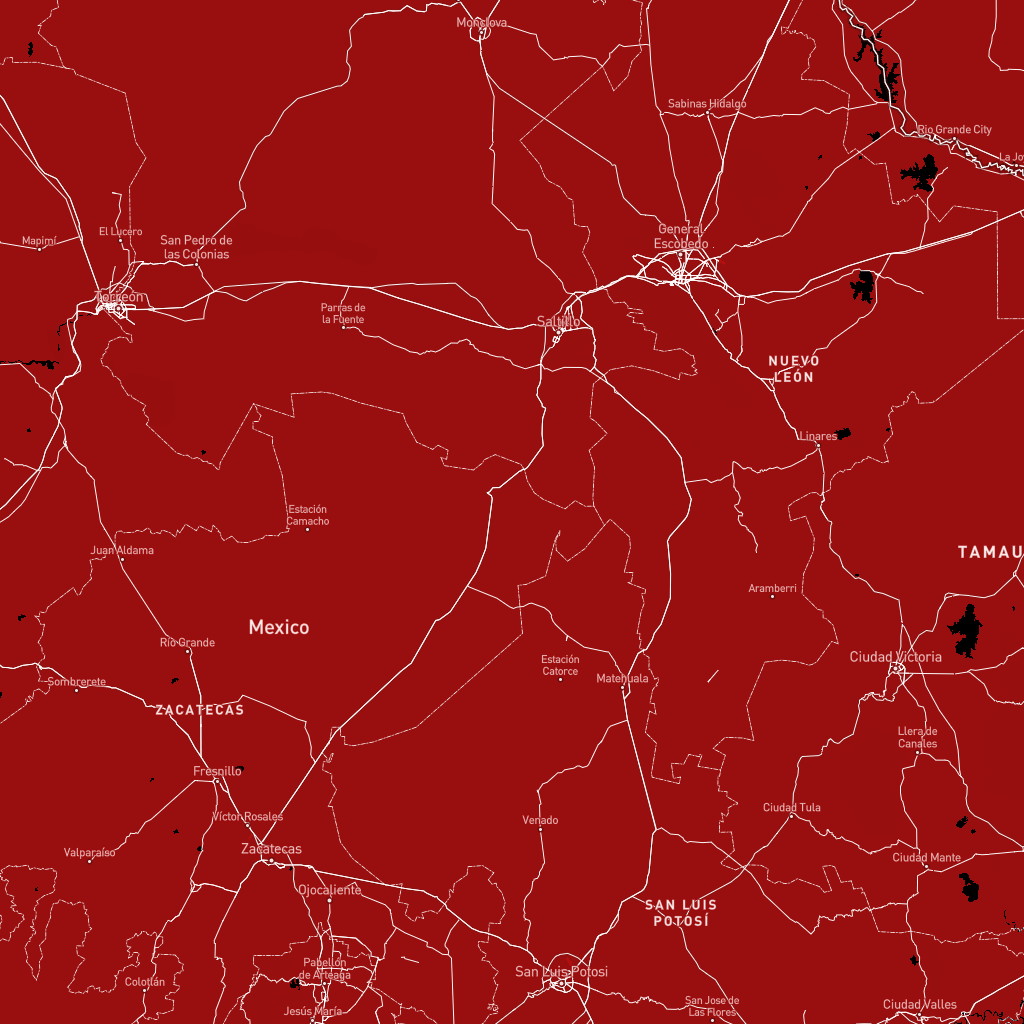 Monclova
Sabinas Hidalgo
Rio Grande City
La Jo
General
Escobedo
El Lucero
Mapimí
San Pedro de
las Colonias
Torreón
Parras de
la Fuente
Saltillo
NUEVO
LEÓN
Linares
Estación
Camacho
Juan Aldama
TAMAU
Aramberri
Mexico
Río Grande
Ciudad Victoria
Estación
Catorce
Matehuala
Sombrerete
ZACATECAS
Llera de
Canales
Fresnillo
Ciudad Tula
Víctor Rosales
Venado
Zacatecas
Valparaíso
Ciudad Mante
Ojocaliente
SAN LUIS
POTOSÍ
Pabellón
de Arteaga
San Luis Potosi
Colotlán
San Jose de
Las Flores
Ciudad Valles
Jesús María